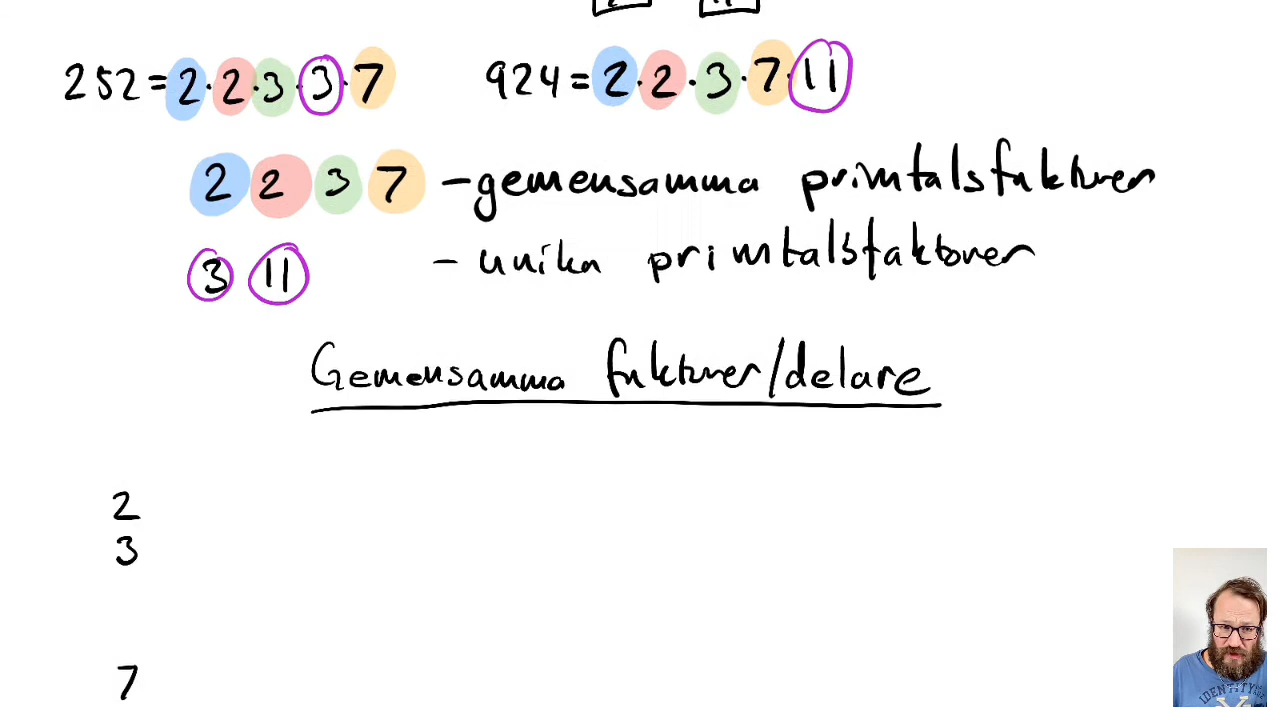 252=2·2·3·3·7 924=2·2·3·7·11
2 2 3 7 -gemensamma primtalsfaktorer
3 11 - unika primtalsfaktorer
Gemensamma faktorer/delare
2
3
7
IDENTITY